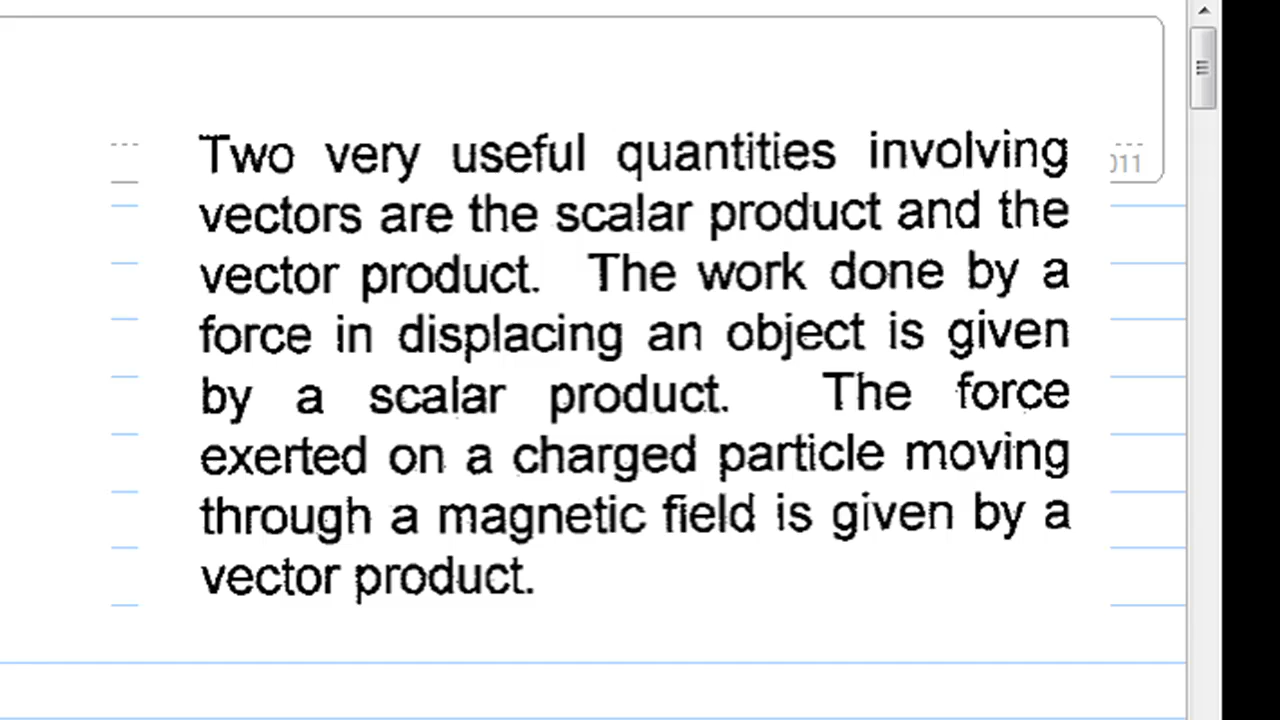 Two very useful quantities involving
011
vectors are the scalar product and the
vector product. The work done by a
force in displacing an object is given
by a scalar product. The force
exerted on a charged particle moving
through a magnetic field is given by a
vector product.